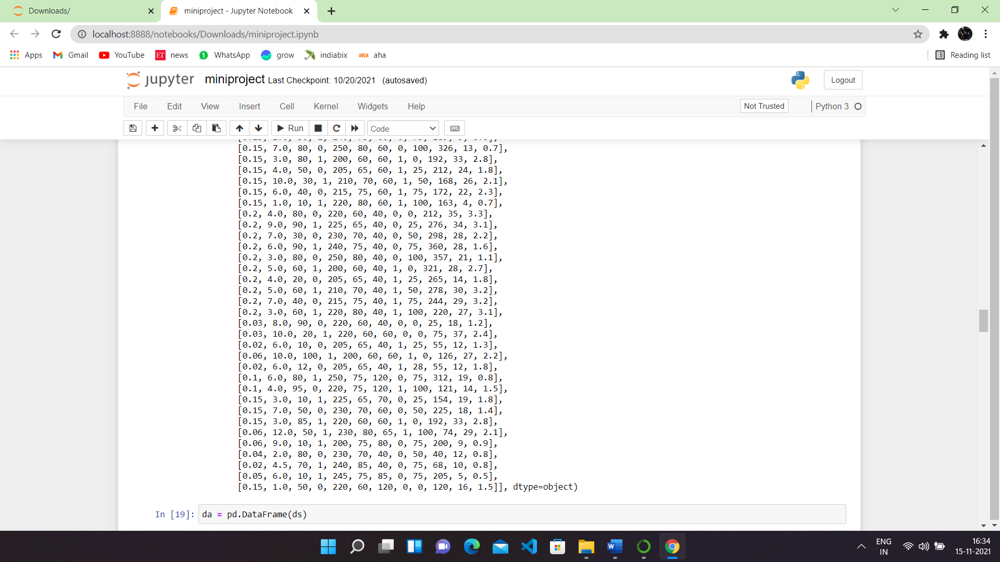 Downloads/
miniproject - Jupyter Notebook
localhost:8888/notebooks/Downloads/miniproject.ipynb
Apps Gmail YouTube ET news 1 WhatsApp grow indiabix aha aha Reading list
jupyter miniproject Last Checkpoint: 10/20/2021 (autosaved) Logout
File Edit View Insert Cell Kernel Widgets Help Not Trusted Python 3
Run Code
[0.15, 7.0, 80, 0, 250, 80, 60, 0, 100, 326, 13, 0.7],
[0.15, 3.0, 80, 1, 200, 60, 60, 1, 0, 192, 33, 2.8],
[0.15, 4.0, 50, 0, 205, 65, 60, 1, 25, 212, 24, 1.8],
[0.15, 10.0, 30, 1, 210, 70, 60, 1, 50, 168, 26, 2.1],
[0.15, 6.0, 40, 0, 215, 75, 60, 1, 75, 172, 22, 2.3],
[0.15, 1.0, 10, 1, 220, 80, 60, 1, 100, 163, 4, 0.7],
[0.2, 4.0, 80, 0, 220, 60, 40, 0, 0, 212, 35, 3.3],
[0.2, 9.0, 90, 1, 225, 65, 40, 0, 25, 276, 34, 3.1],
[0.2, 7.0, 30, 0, 230, 70, 40, 0, 50, 298, 28, 2.2],
[0.2, 6.0, 90, 1, 240, 75, 40, 0, 75, 360, 28, 1.6],
[0.2, 3.0, 80, 0, 250, 80, 40, 0, 100, 357, 21, 1.1],
[0.2, 5.0, 60, 1, 200, 60, 40, 1, 0, 321, 28, 2.7],
[0.2, 4.0, 20, 0, 205, 65, 40, 1, 25, 265, 14, 1.8],
[0.2, 5.0, 60, 1, 210, 70, 40, 1, 50, 278, 30, 3.2],
[0.2, 7.0, 40, 0, 215, 75, 40, 1, 75, 244, 29, 3.2],
[0.2, 3.0, 60, 1, 220, 80, 40, 1, 100, 220, 27, 3.1],
[0.03, 8.0, 90, 0, 220, 60, 40, 0, 0, 25, 18, 1.2],
[0.03, 10.0, 20, 1, 220, 60, 60, 0, 0, 75, 37, 2.4],
[0.02, 6.0, 10, 0, 205, 65, 40, 1, 25, 55, 12, 1.3],
[0.06, 10.0, 100, 1, 200, 60, 60, 1, 0, 126, 27, 2.2],
[0.02, 6.0, 12, 0, 205, 65, 40, 1, 28, 55, 12, 1.8],
[0.1, 6.0, 80, 1, 250, 75, 120, 0, 75, 312, 19, 0.8],
[0.1, 4.0, 95, 0, 220, 75, 120, 1, 100, 121, 14, 1.5],
[0.15, 3.0, 10, 1, 225, 65, 70, 0, 25, 154, 19, 1.8],
[0.15, 7.0, 50, 0, 230, 70, 60, 0, 50, 225, 18, 1.4],
[0.15, 3.0, 85, 1, 220, 60, 60, 1, 0, 192, 33, 2.8],
[0.06, 12.0, 50, 1, 230, 80, 65, 1, 100, 74, 29, 2.1],
[0.06, 9.0, 10, 1, 200, 75, 80, 0, 75, 200, 9, 0.9],
[0.04, 2.0, 80, 0, 230, 70, 40, 0, 50, 40, 12, 0.8],
[0.02, 4.5, 70, 1, 240, 85, 40, 0, 75, 68, 10, 0.8],
[0.05, 6.0, 10, 1, 245, 75, 85, 0, 75, 205, 5, 0.5],
[0.15, 1.0, 50, 0, 220, 60, 120, 0, 0, 120, 16, 1.5]], dtype=object)
In [19]: da = pd.DataFrame(ds)
ENG
IN
16:34
15-11-2021